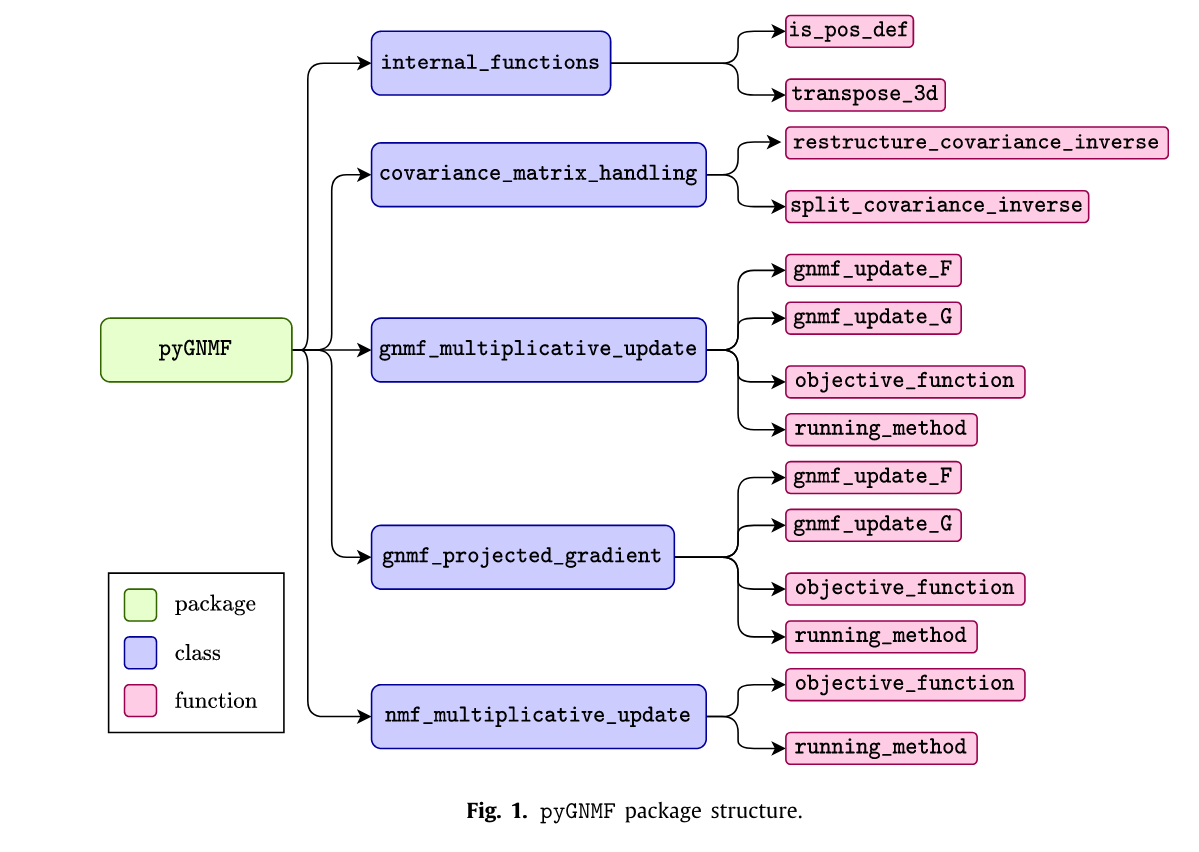 is_pos_def
internal_functions
transpose_3d
restructure_covariance_inverse
covariance_matrix_handling
split_covariance_inverse
gnmf_update_F
gnmf_update_G
pyGNMF
gnmf_multiplicative_update
objective_function
running_method
gnmf_update_F
gnmf_update_G
gnmf_projected_gradient
objective_function
running_method
package
class
function
objective_function
nmf_multiplicative_update
running_method
Fig. 1. pyGNMF package structure.